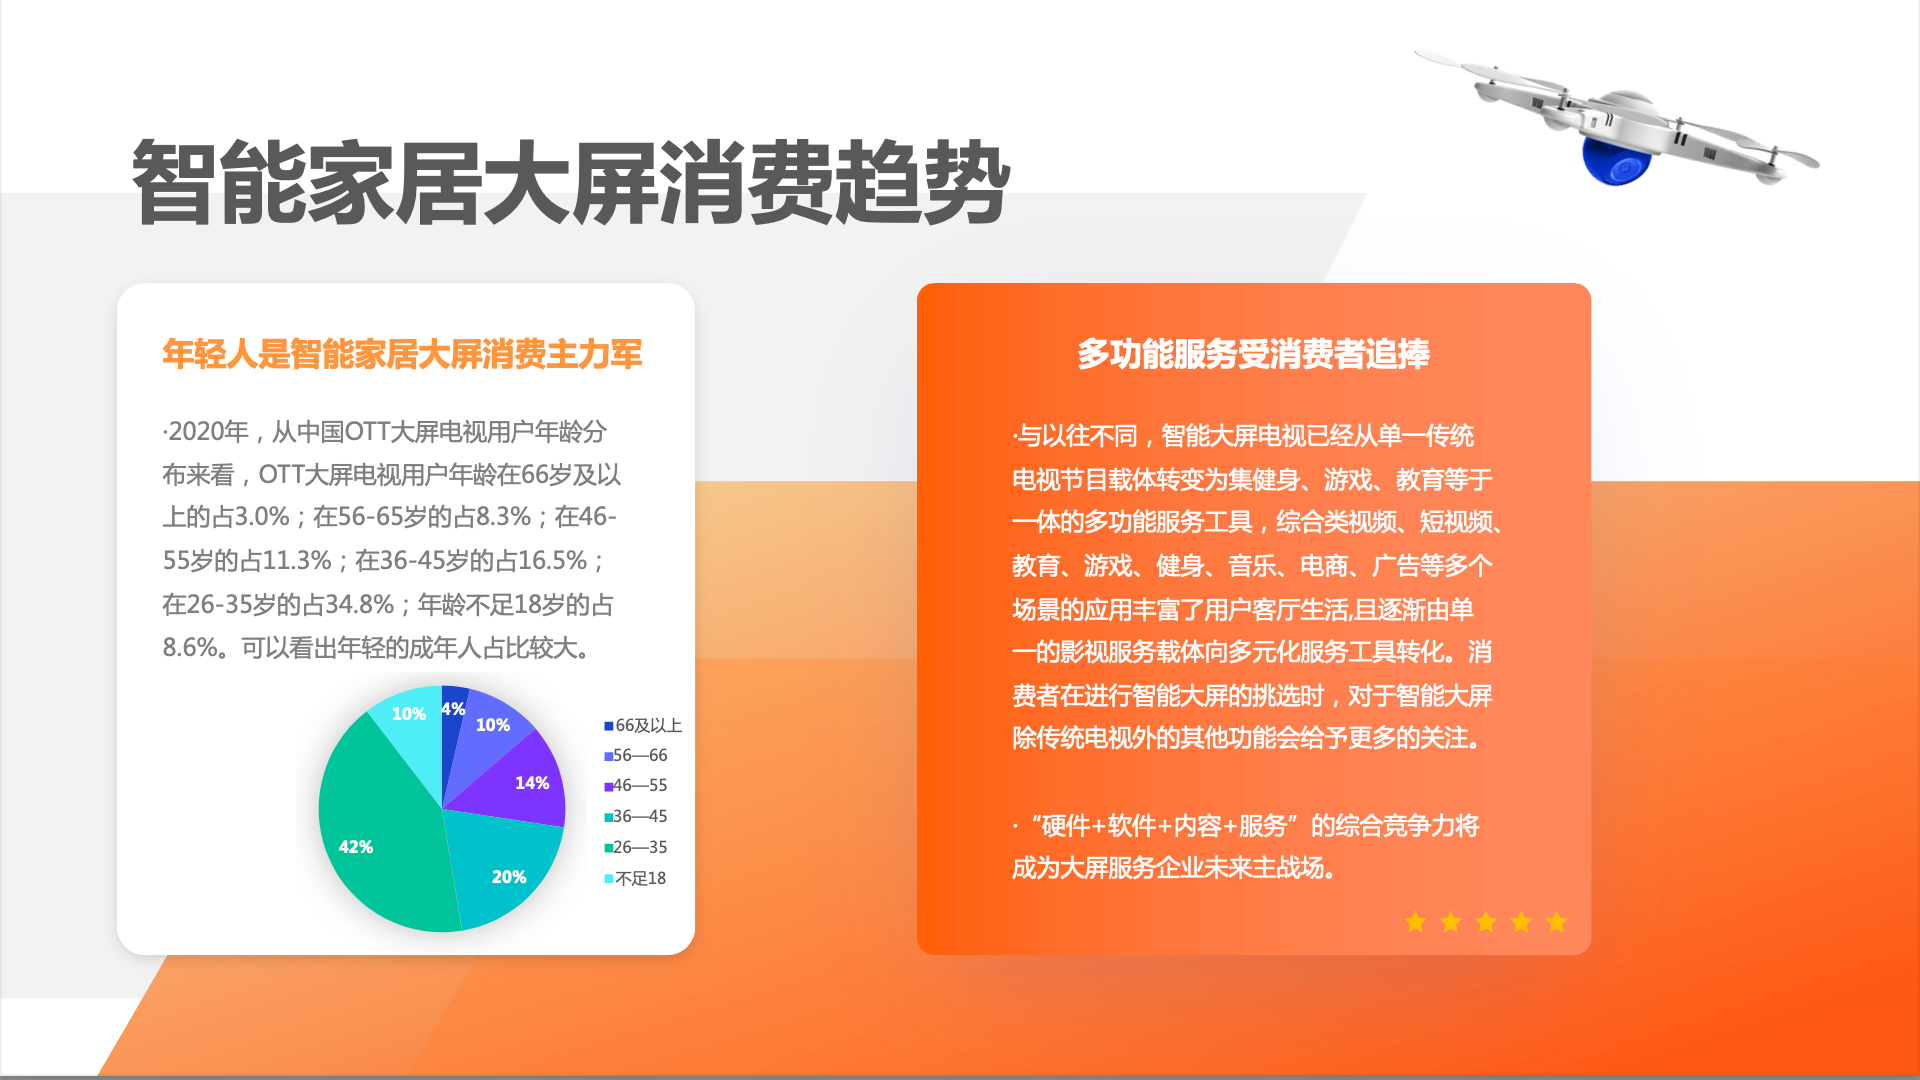 智能家居大屏消费趋势
年轻人是智能家居大屏消费主力军
·2020年，从中国OTT大屏电视用户年龄分
布来看，OTT大屏电视用户年龄在66岁及以
上的占3.0%；在56-65岁的占8.3%；在46-
55岁的占11.3%；在36-45岁的占16.5%；
在26-35岁的占34.8%；年龄不足18岁的占
8.6%。可以看出年轻的成年人占比较大。
4%
10%
14%
20%
42%
10%
66及以上
56—66
46—55
36—45
26—35
不足18
多功能服务受消费者追捧
·与以往不同，智能大屏电视已经从单一传统
电视节目载体转变为集健身、游戏、教育等于
一体的多功能服务工具，综合类视频、短视频、
教育、游戏、健身、音乐、电商、广告等多个
场景的应用丰富了用户客厅生活,且逐渐由单
一的影视服务载体向多元化服务工具转化。消
费者在进行智能大屏的挑选时，对于智能大屏
除传统电视外的其他功能会给予更多的关注。
·“硬件+软件+内容+服务”的综合竞争力将
成为大屏服务企业未来主战场。